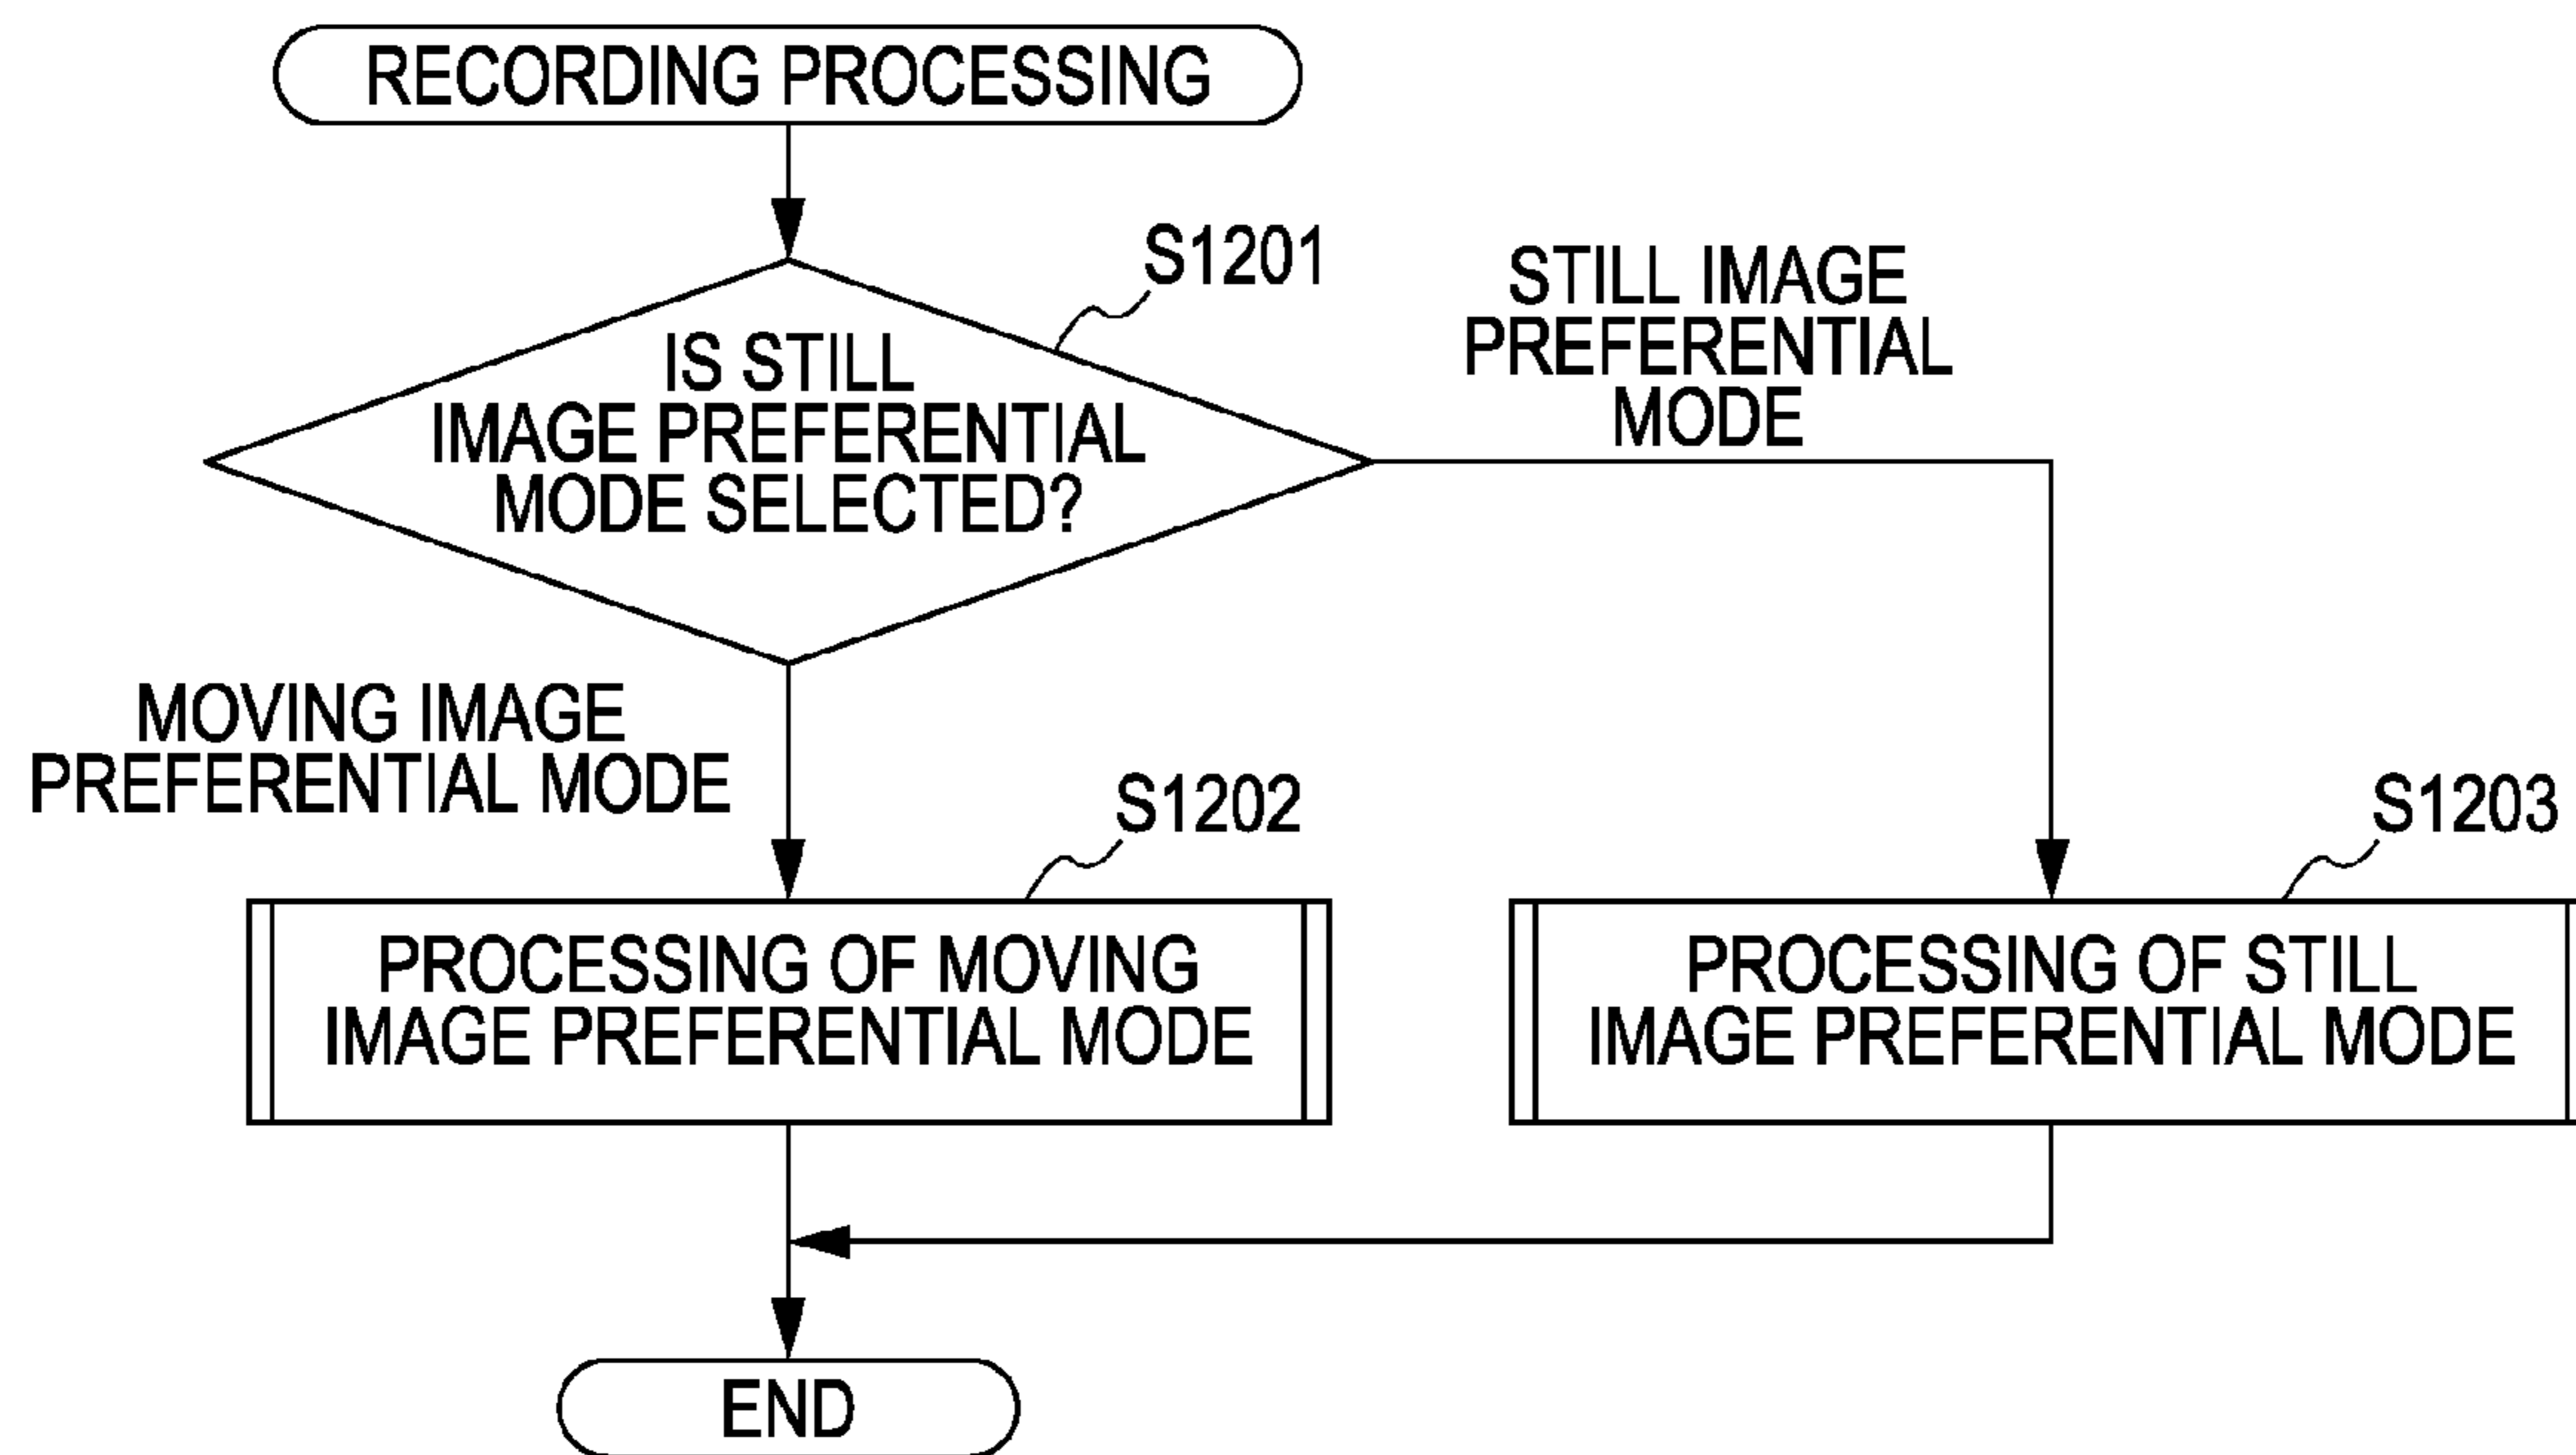 RECORDING PROCESSING
S1201
IS STILL
IMAGE PREFERENTIAL
MODE SELECTED?
STILL IMAGE
PREFERENTIAL
MODE
MOVING IMAGE
PREFERENTIAL MODE
S1202
PROCESSING OF MOVING
IMAGE PREFERENTIAL MODE
S1203
PROCESSING OF STILL
IMAGE PREFERENTIAL MODE
END